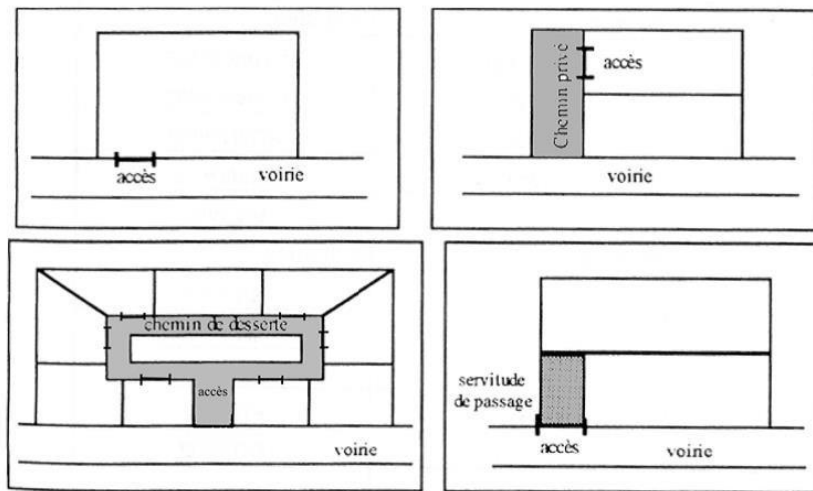 accès
voirie
Chemin privé
accès
voirie
chemin de desserte
accès
voirie
servitude
de passage
accès
voirie